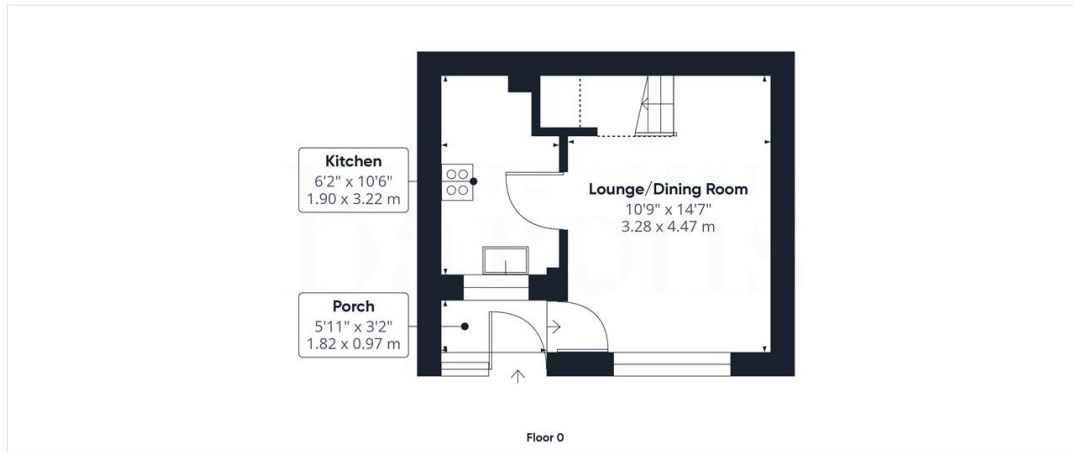 Kitchen
6'2" x 10'6"
1.90 x 3.22 m
Lounge/Dining Room
10'9" x 14'7"
3.28 x 4.47 m
Porch
5'11" x 3'2"
1.82 x 0.97 m
Floor 0